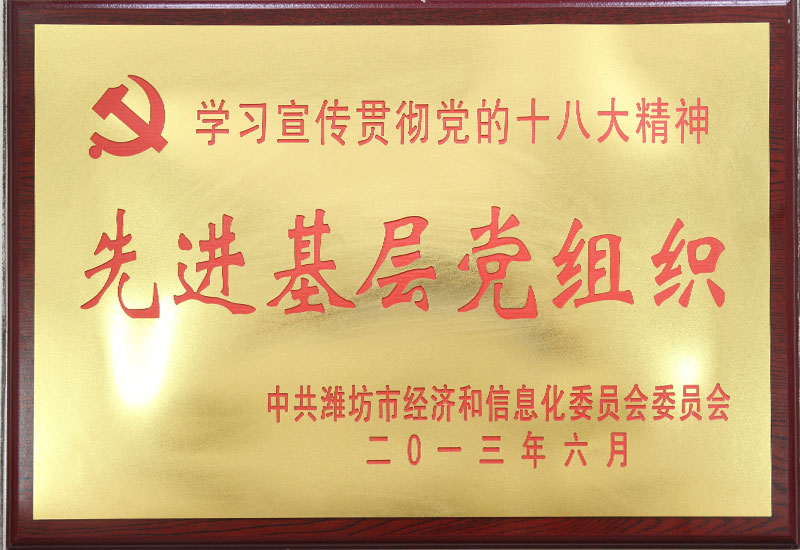 学习宣传贯彻党的十八大精神
先进基层党组织
中共潍坊市经济和信息化委员会委员会
二0一三年六月